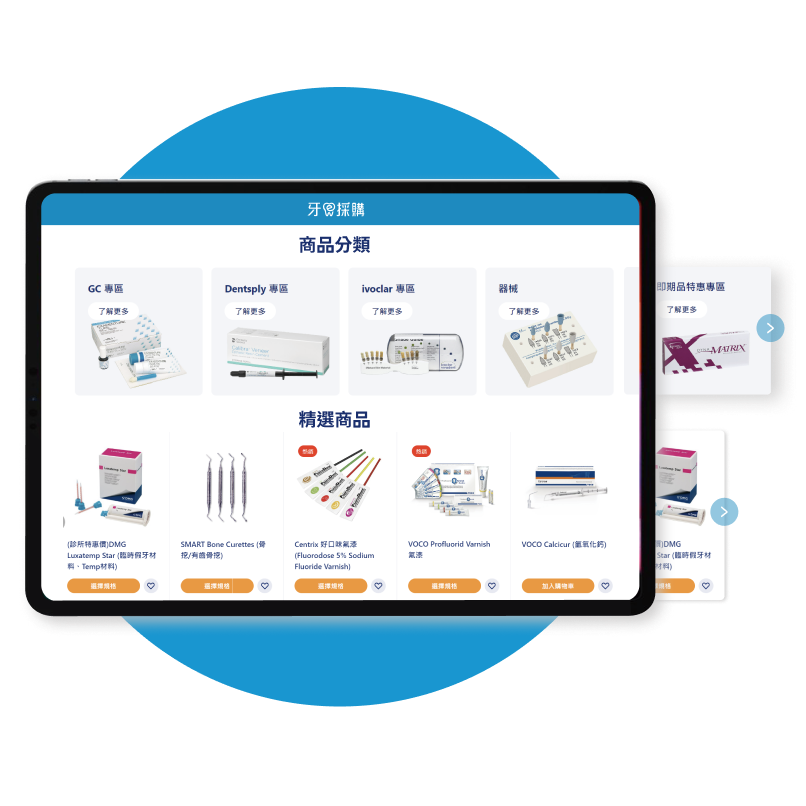 牙醫採購
商品分類
GC 專區
了解更多
Dentsply 專區
了解更多
ivoclar 專區
了解更多
器械
了解更多
即期品特惠專區
了解更多
MATRIX
精選商品
熱銷
熱銷
Luxatemp Star
(診所特惠價)DMG
Luxatemp Star (臨時假牙材
料、Temp材料)
選擇規格
SMART Bone Curettes (骨
挖/有齒骨挖)
選擇規格
Centrix 好口味氟漆
(Fluorodose 5% Sodium
Fluoride Varnish)
選擇規格
VOCO Profluorid Varnish
氟漆
選擇規格
VOCO Calcicur (氫氧化鈣)
加入購物車
價)DMG
Star (臨時假牙材
材料)
規格